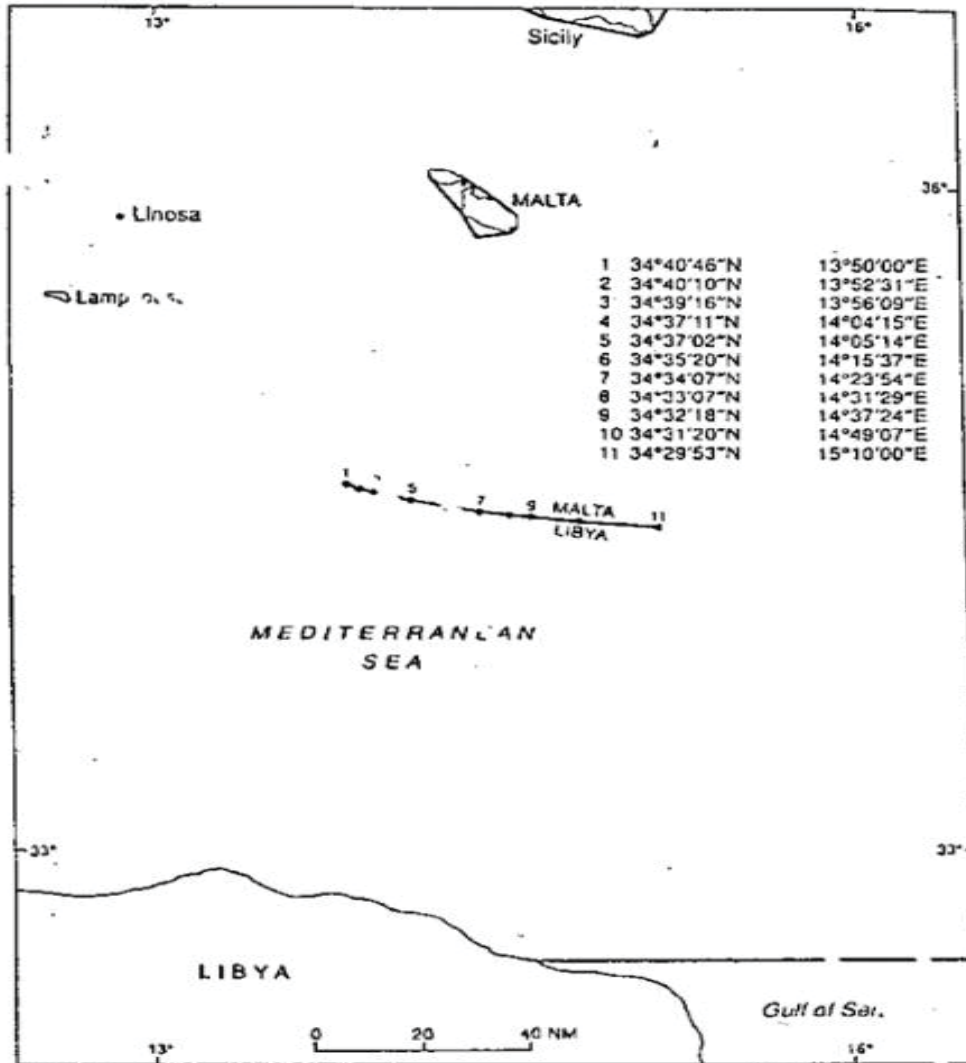 13°
16°
Sicily
36°
MALTA
Linosa
1 34°40'46"N 13°50'00"E
2 34°40'10"N 13°52'31"E
3 34°39'16"N 13°56'09"E
4 34°37'11"N 14°04'15"E
5 34°37'02"N 14°05'14"E
6 34°35'20"N 14°15'37"E
7 34°34'07"N 14°23'54"E
8 34°33'07"N 14°31'29"E
9 34°32'18"N 14°37'24"E
10 34°31'20"N 14°49'07"E
11 34°29'53"N 15°10'00"E
1 5 7 9 MALTA 11
LIBYA
MEDITERRANEAN
SEA
33° 33°
LIBYA
Gulf of
0 20 40 NM
13° 16°